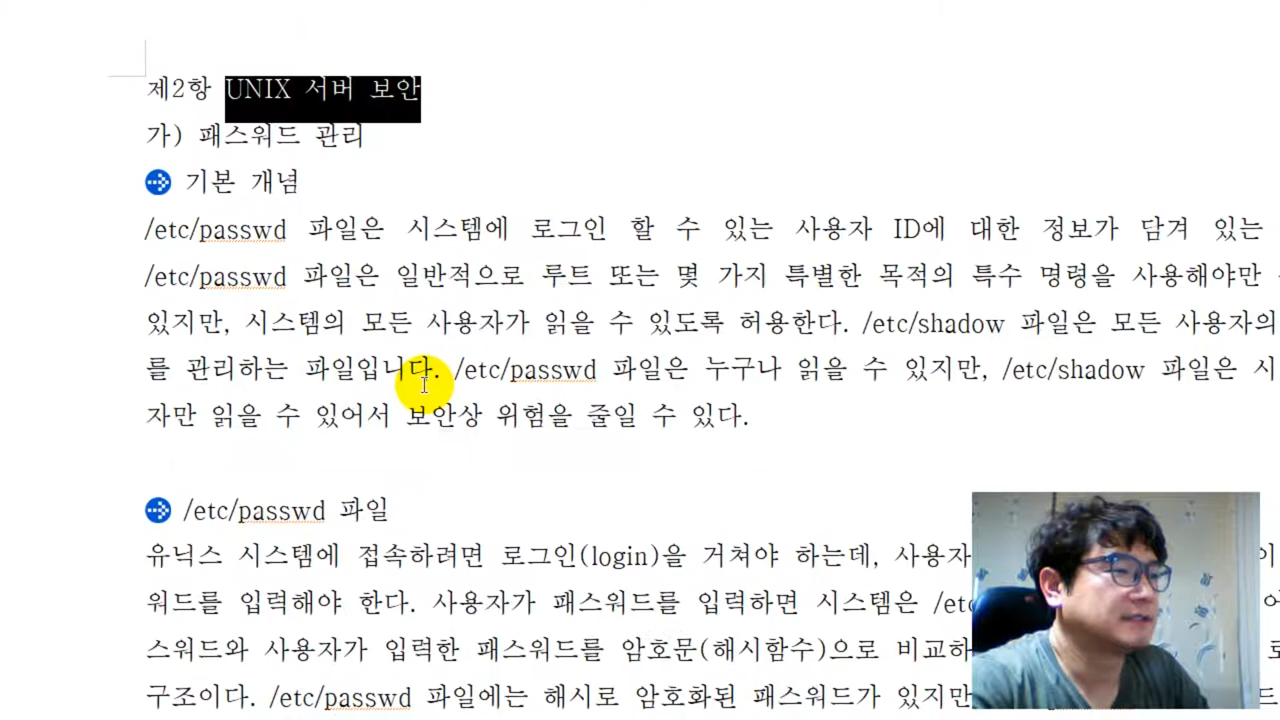 제2항 UNIX 서버 보안
가) 패스워드 관리
기본 개념
/etc/passwd 파일은 시스템에 로그인 할 수 있는 사용자 ID에 대한 정보가 담겨 있는
/etc/passwd 파일은 일반적으로 루트 또는 몇 가지 특별한 목적의 특수 명령을 사용해야만
있지만, 시스템의 모든 사용자가 읽을 수 있도록 허용한다. /etc/shadow 파일은 모든 사용자의
를 관리하는 파일입니다. /etc/passwd 파일은 누구나 읽을 수 있지만, /etc/shadow 파일은 시
자만 읽을 수 있어서 보안상 위험을 줄일 수 있다.
/etc/passwd 파일
유닉스 시스템에 접속하려면 로그인(login)을 거쳐야 하는데, 사용자
워드를 입력해야 한다. 사용자가 패스워드를 입력하면 시스템은
스워드와 사용자가 입력한 패스워드를 암호문(해시함수)으로 비교하
구조이다. /etc/passwd 파일에는 해시로 암호화된 패스워드가 있지만